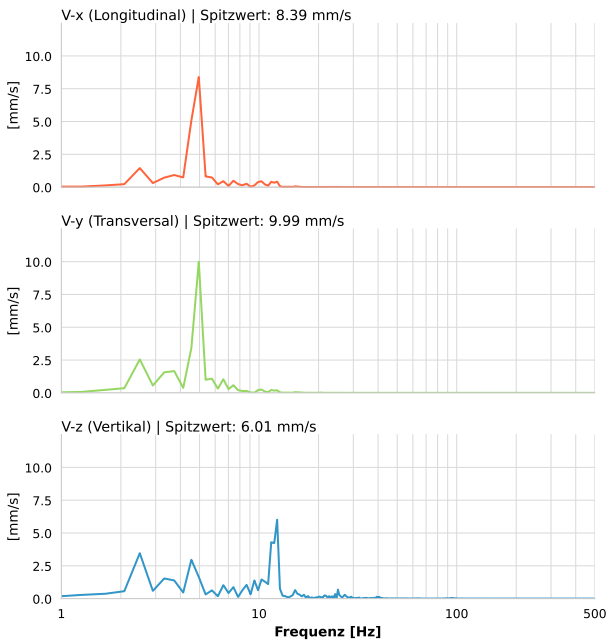 V-x (Longitudinal) | Spitzwert: 8.39 mm/s
10.0
7.5
5.0
2.5
0.0
[mm/s]
V-y (Transversal) | Spitzwert: 9.99 mm/s
10.0
7.5
5.0
2.5
0.0
[mm/s]
V-z (Vertikal) | Spitzwert: 6.01 mm/s
10.0
7.5
5.0
2.5
0.0
[mm/s]
1 10 100 500
Frequenz [Hz]